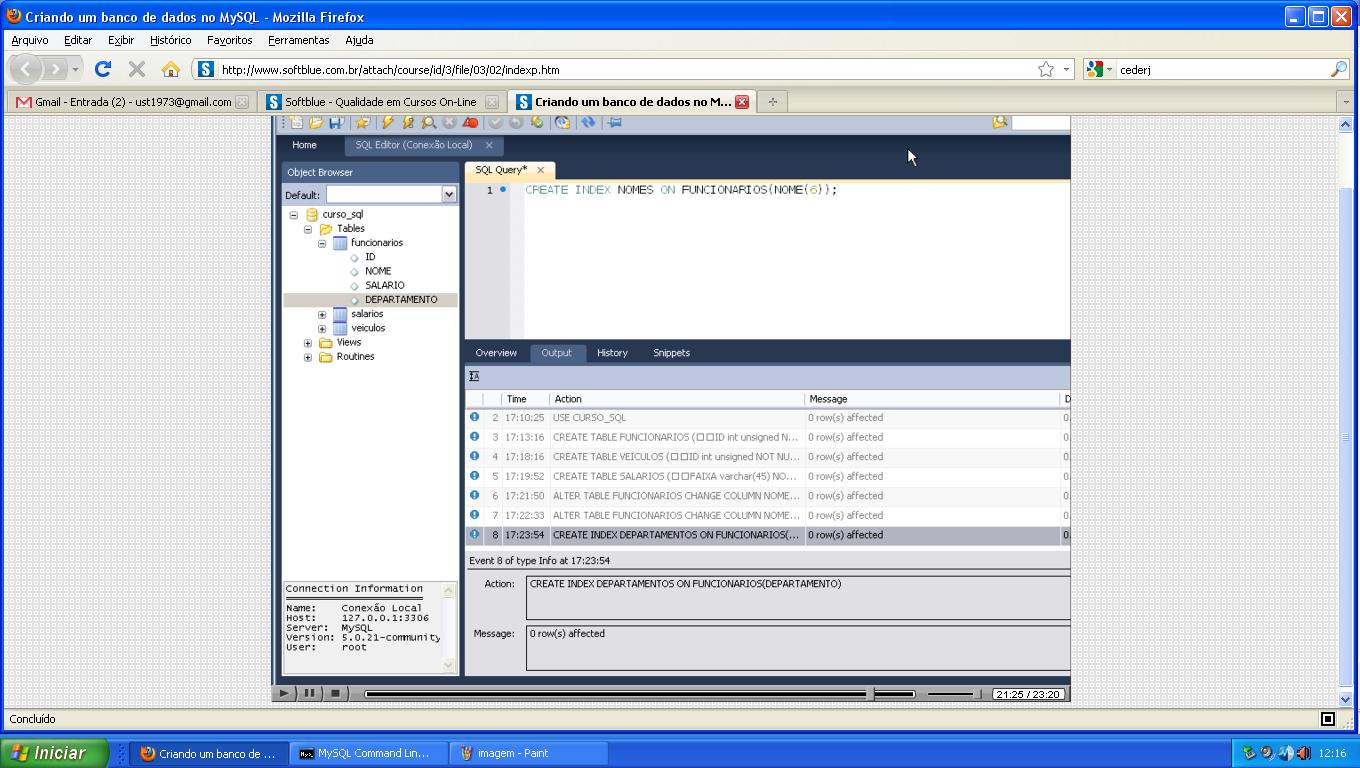 Criando um banco de dados no MySQL - Mozilla Firefox
Arquivo Editar Exibir Histórico Favoritos Ferramentas Ajuda
http://www.softblue.com.br/attach/course/id/3/file/03/02/indexp.htm
cederj
Gmail - Entrada (2) - ust1973@gmail.com
Softblue - Qualidade em Cursos On-Line
Criando um banco de dados no M...
Home
SQL Editor (Conexão Local)
Object Browser
Default:
curso_sql
Tables
funcionarios
ID
NOME
SALARIO
DEPARTAMENTO
salarios
veiculos
Views
Routines
Connection Information
Name: Conexão Local
Host: 127.0.0.1:3306
Server: MySQL
Version: 5.0.21-community
User: root
SQL Query*
1 CREATE INDEX NOMES ON FUNCIONARIOS(NOME(6));
Overview Output History Snippets
Time Action Message D
2 17:10:25 USE CURSO_SQL 0 row(s) affected 0.
3 17:13:16 CREATE TABLE FUNCIONARIOS (□□ID int unsigned N... 0 row(s) affected 0.
4 17:18:16 CREATE TABLE VEICULOS (□□ID int unsigned NOT NU... 0 row(s) affected 0.
5 17:19:52 CREATE TABLE SALARIOS (□□FAIXA varchar(45) NO... 0 row(s) affected 0.
6 17:21:50 ALTER TABLE FUNCIONARIOS CHANGE COLUMN NOME... 0 row(s) affected 0.
7 17:22:33 ALTER TABLE FUNCIONARIOS CHANGE COLUMN NOME... 0 row(s) affected 0.
8 17:23:54 CREATE INDEX DEPARTAMENTOS ON FUNCIONARIOS(... 0 row(s) affected 0.
Event 8 of type Info at 17:23:54
Action: CREATE INDEX DEPARTAMENTOS ON FUNCIONARIOS(DEPARTAMENTO)
Message: 0 row(s) affected
21:25 / 23:20
Concluído
Iniciar
Criando um banco de ...
MySQL Command Lin...
imagem - Paint
12:16